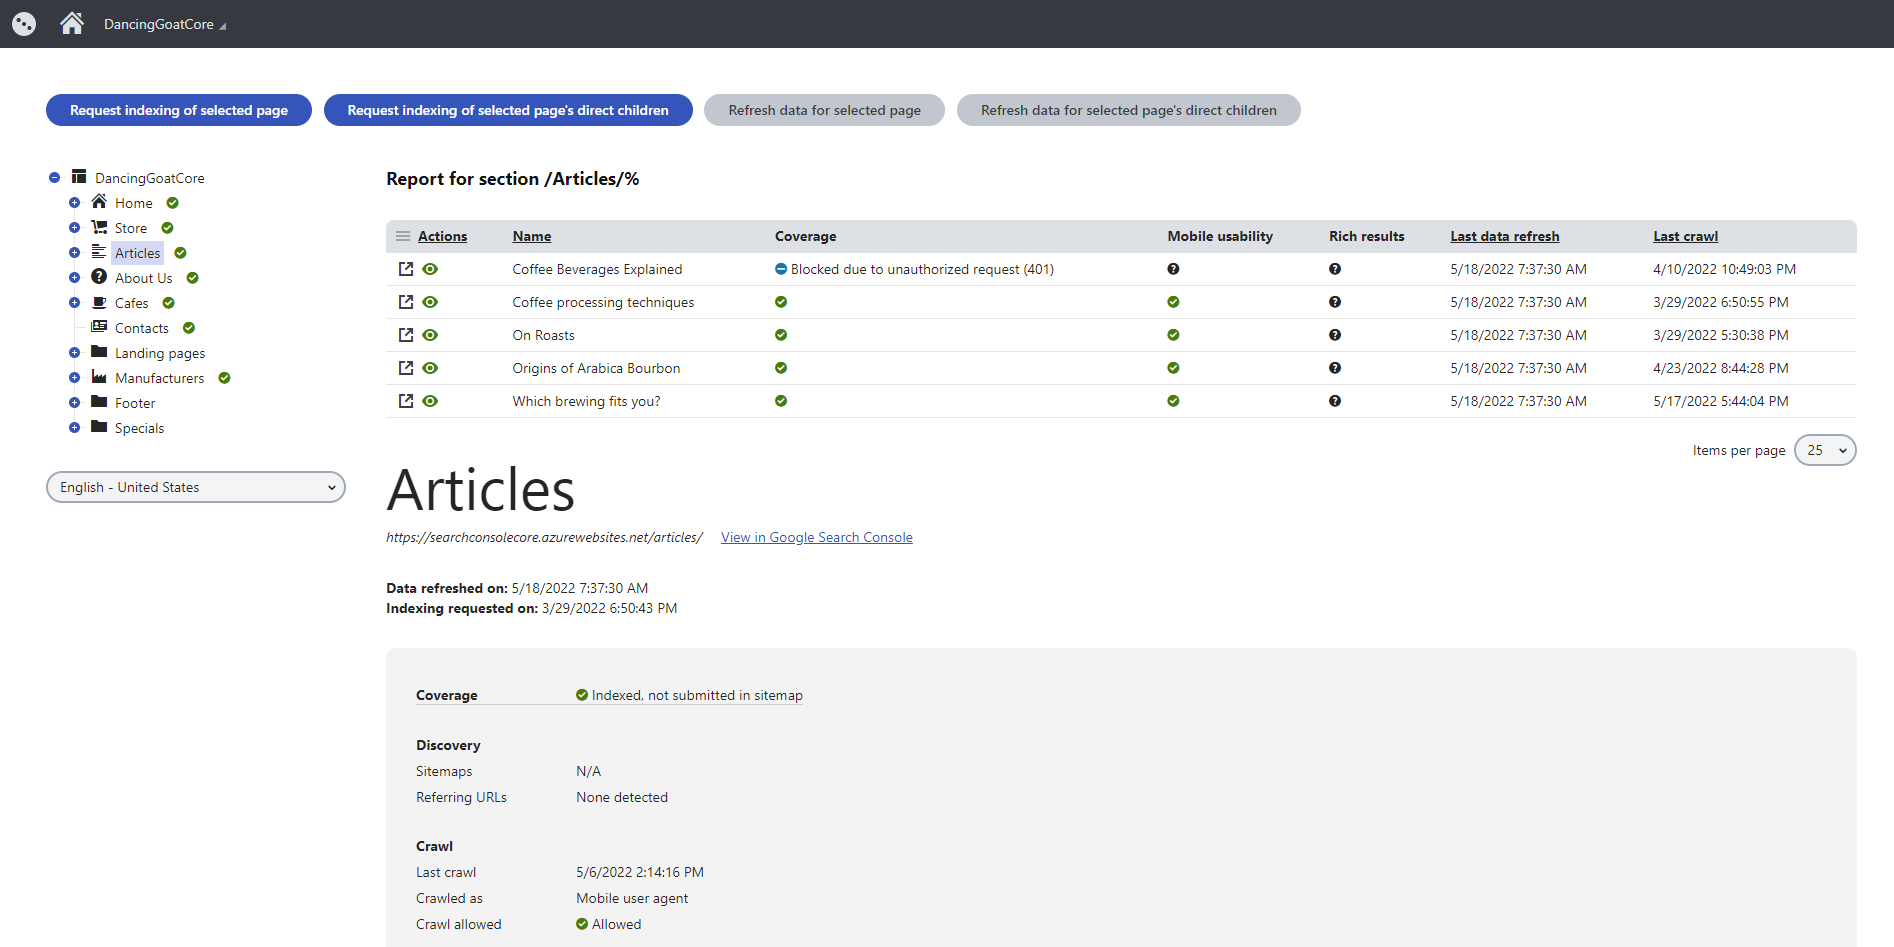 DancingGoatCore
Request indexing of selected page
Request indexing of selected page's direct children
Refresh data for selected page
Refresh data for selected page's direct children
DancingGoatCore
Home
Store
Articles
About Us
Cafes
Contacts
Landing pages
Manufacturers
Footer
Specials
English - United States
Report for section /Articles/%
Actions Name Coverage Mobile usability Rich results Last data refresh Last crawl
Coffee Beverages Explained Blocked due to unauthorized request (401) 5/18/2022 7:37:30 AM 4/10/2022 10:49:03 PM
Coffee processing techniques 5/18/2022 7:37:30 AM 3/29/2022 6:50:55 PM
On Roasts 5/18/2022 7:37:30 AM 3/29/2022 5:30:38 PM
Origins of Arabica Bourbon 5/18/2022 7:37:30 AM 4/23/2022 8:44:28 PM
Which brewing fits you? 5/18/2022 7:37:30 AM 5/17/2022 5:44:04 PM
Items per page 25
Articles
https://searchconsolecore.azurewebsites.net/articles/ View in Google Search Console
Data refreshed on: 5/18/2022 7:37:30 AM
Indexing requested on: 3/29/2022 6:50:43 PM
Coverage Indexed, not submitted in sitemap
Discovery
Sitemaps N/A
Referring URLs None detected
Crawl
Last crawl 5/6/2022 2:14:16 PM
Crawled as Mobile user agent
Crawl allowed Allowed